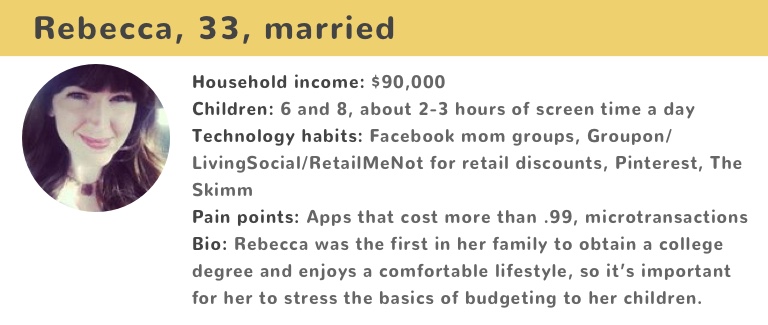 Rebecca, 33, married
Household income: $90,000
Children: 6 and 8, about 2-3 hours of screen time a day
Technology habits: Facebook mom groups, Groupon/
LivingSocial/RetailMeNot for retail discounts, Pinterest, The
Skimm
Pain points: Apps that cost more than .99, microtransactions
Bio: Rebecca was the first in her family to obtain a college
degree and enjoys a comfortable lifestyle, so it’s important
for her to stress the basics of budgeting to her children.